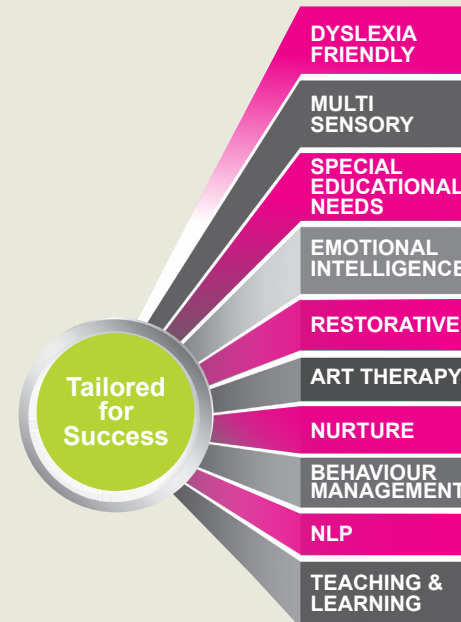 DYSLEXIA
FRIENDLY
MULTI
SENSORY
SPECIAL
EDUCATIONAL
NEEDS
EMOTIONAL
INTELLIGENCE
RESTORATIVE
ART THERAPY
Tailored
for
Success
NURTURE
BEHAVIOUR
MANAGEMENT
NLP
TEACHING &
LEARNING